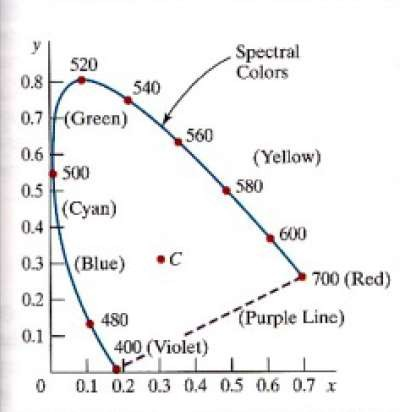 y
520
Spectral
Colors
540
0.8
0.7
(Green)
560
(Yellow)
0.6
500
580
0.5
(Cyan)
0.4
600
0.3
(Blue)
C
700 (Red)
0.2
480
(Purple Line)
0.1
400 (Violet)
0 0.1 0.2 0.3 0.4 0.5 0.6 0.7 x